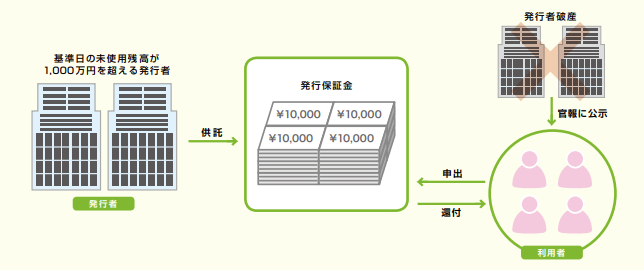 基準日の未使用残高が
1,000万円を超える発行者
発行者
供託
発行保証金
¥10,000
¥10,000
¥10,000
¥10,000
発行者破産
官報に公示
申出
還付
利用者